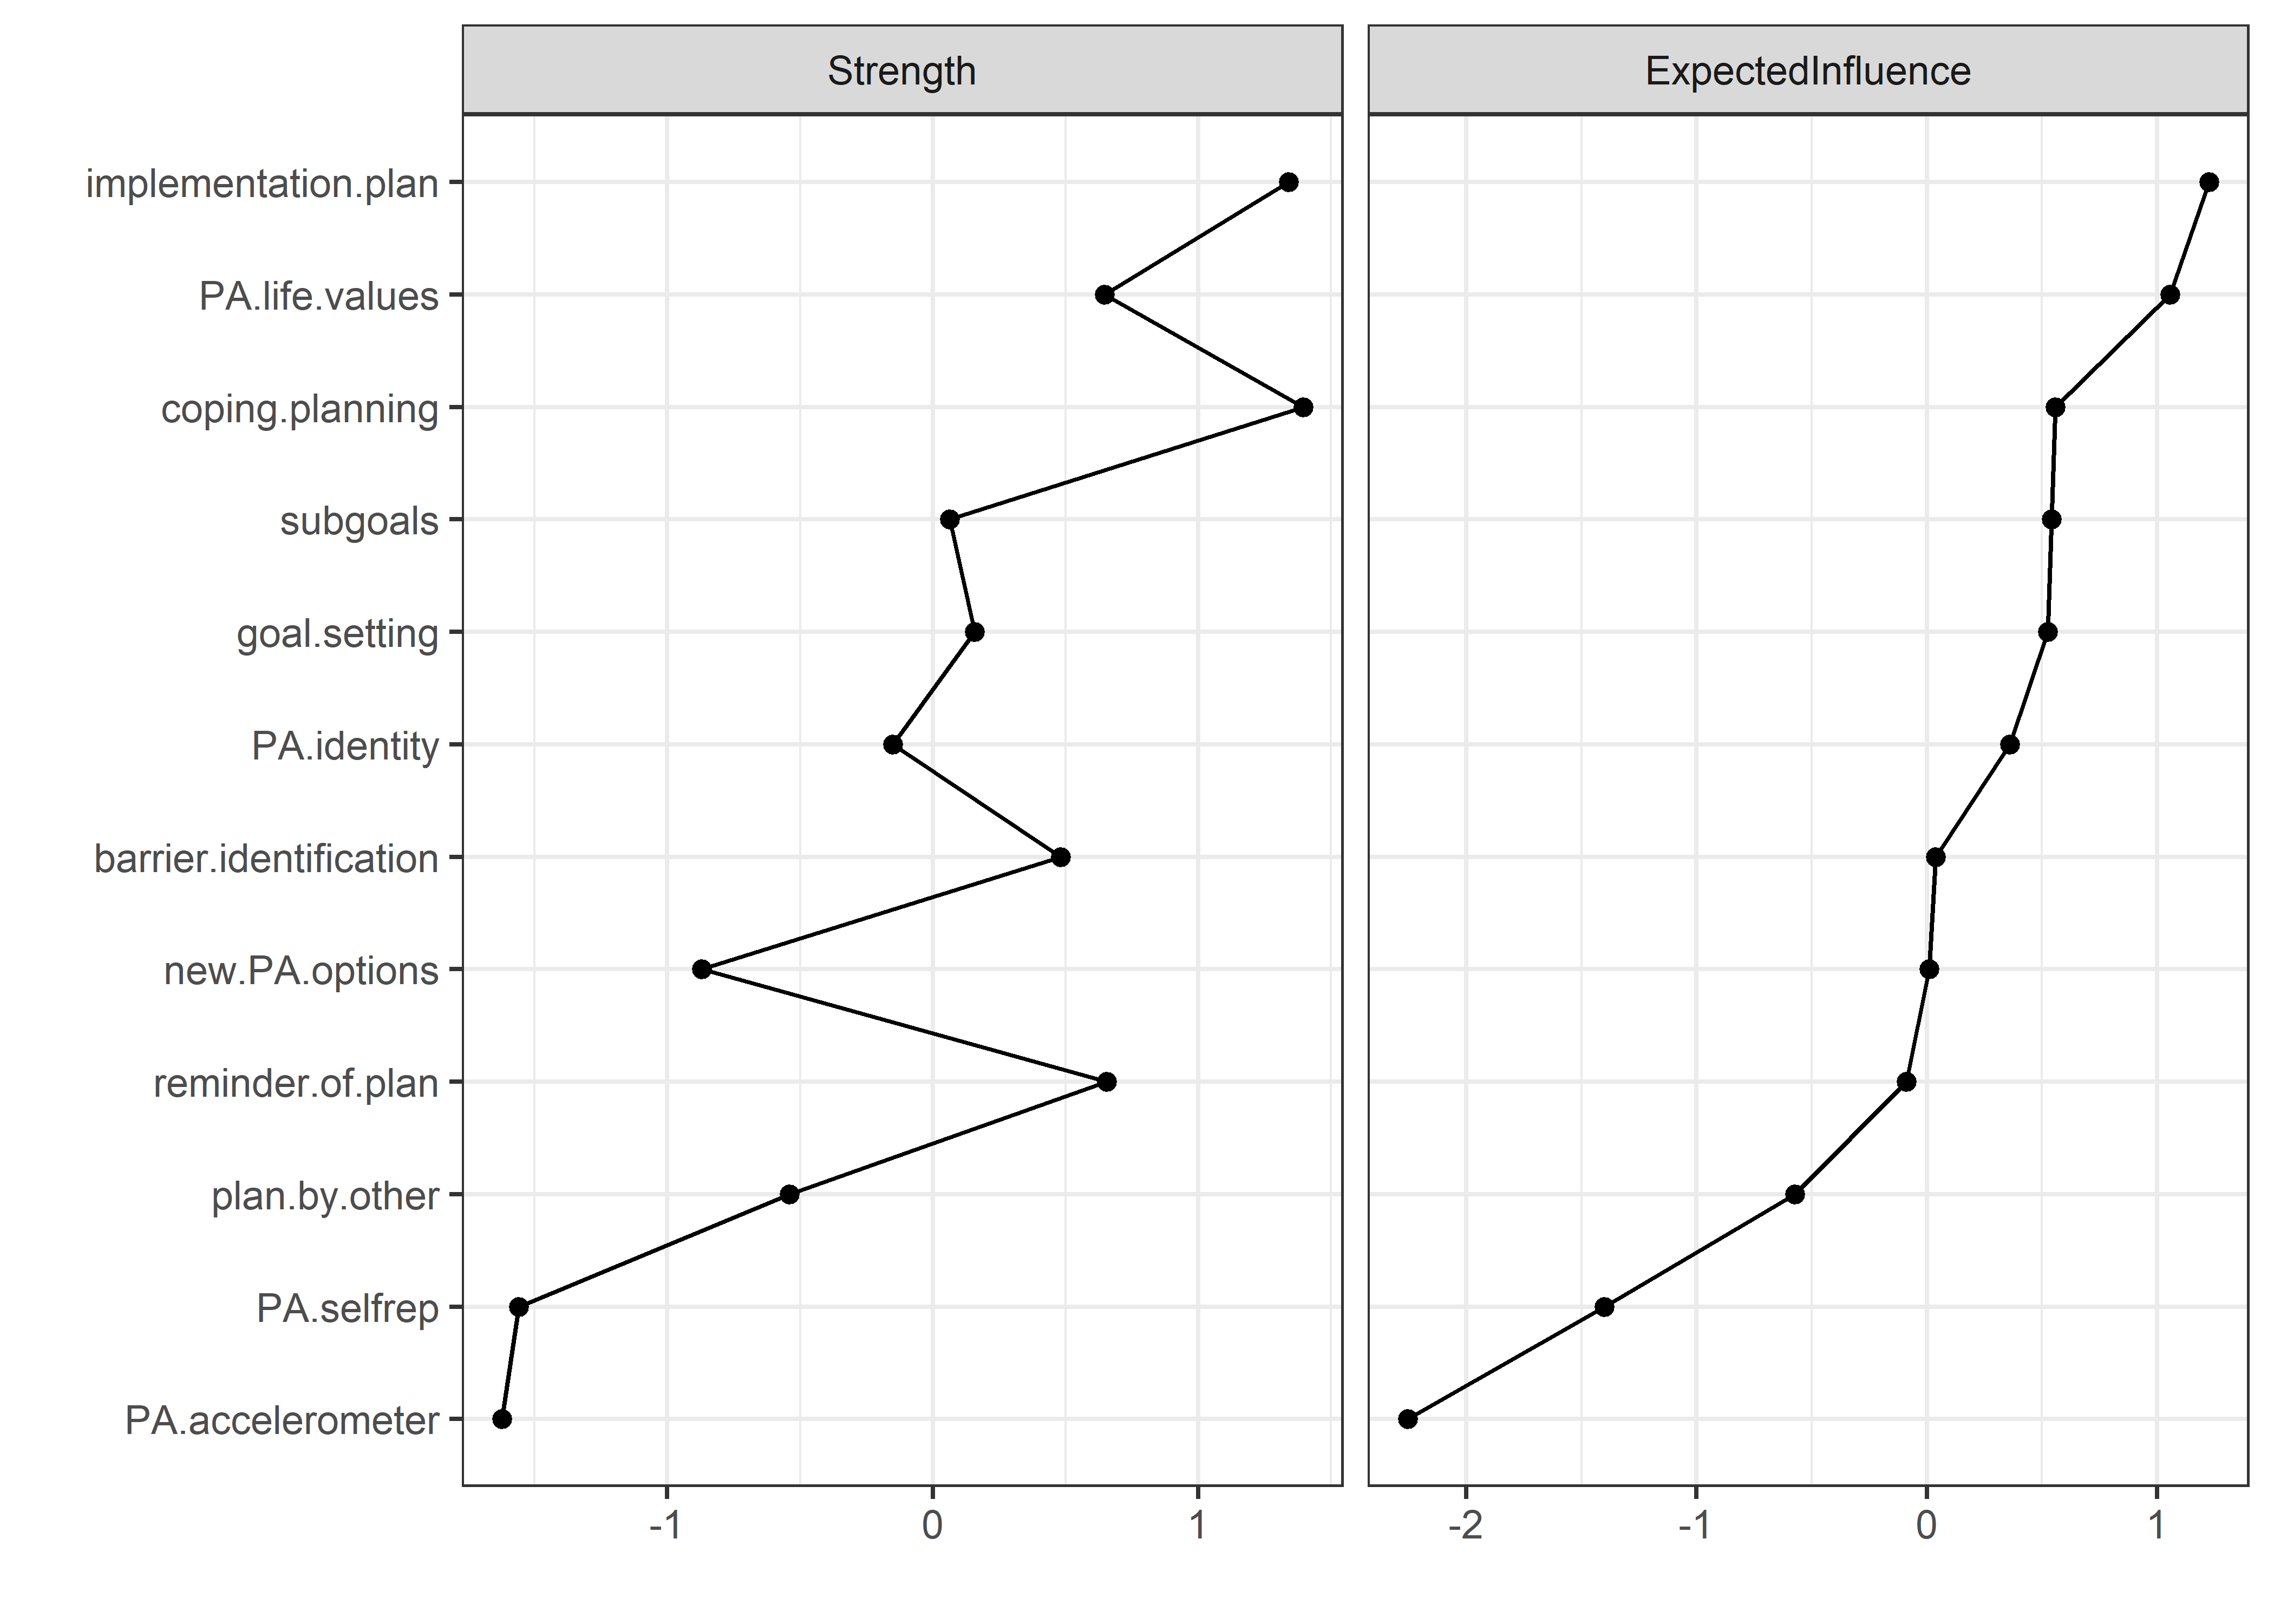 Strength
ExpectedInfluence
implementation.plan
PA.life.values
coping.planning
subgoals
goal.setting
PA.identity
barrier.identification
new.PA.options
reminder.of.plan
plan.by.other
PA.selfrep
PA.accelerometer
-1 0 1
-2 -1 0 1